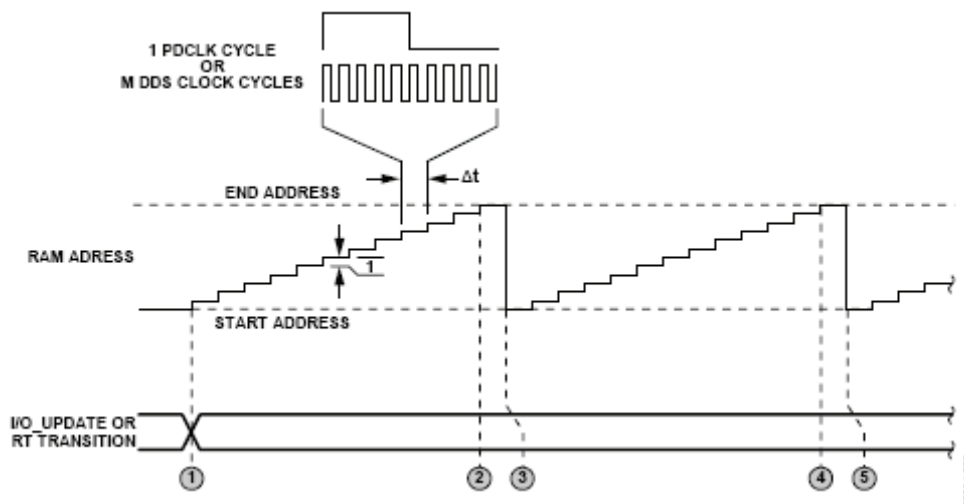 1 PDCLK CYCLE
OR
M DDS CLOCK CYCLES
Δt
END ADDRESS
RAM ADRESS
1
START ADDRESS
I/O_UPDATE OR
RT TRANSITION
1 2 3 4 5